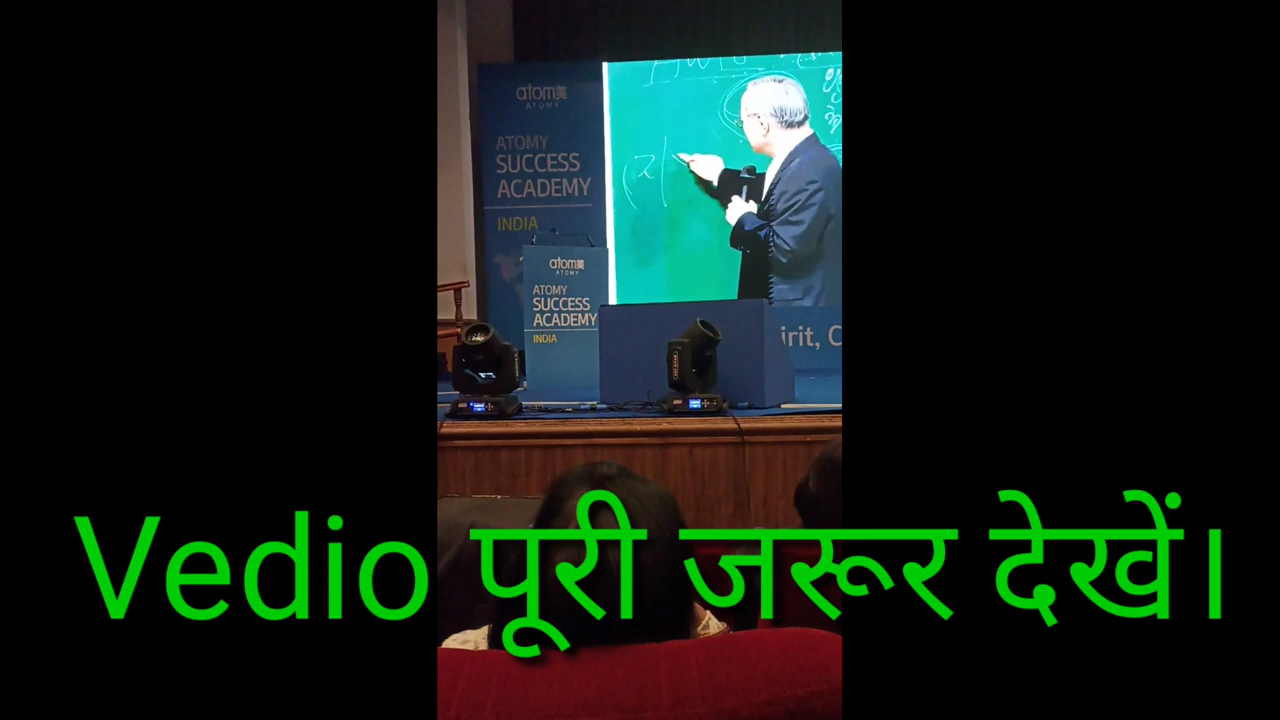 atom美
ATOMY
ATOMY
SUCCESS
ACADEMY
INDIA
atom美
ATOMY
ATOMY
SUCCESS
ACADEMY
INDIA
irit, C
Vedio पूरी जरूर देखें।